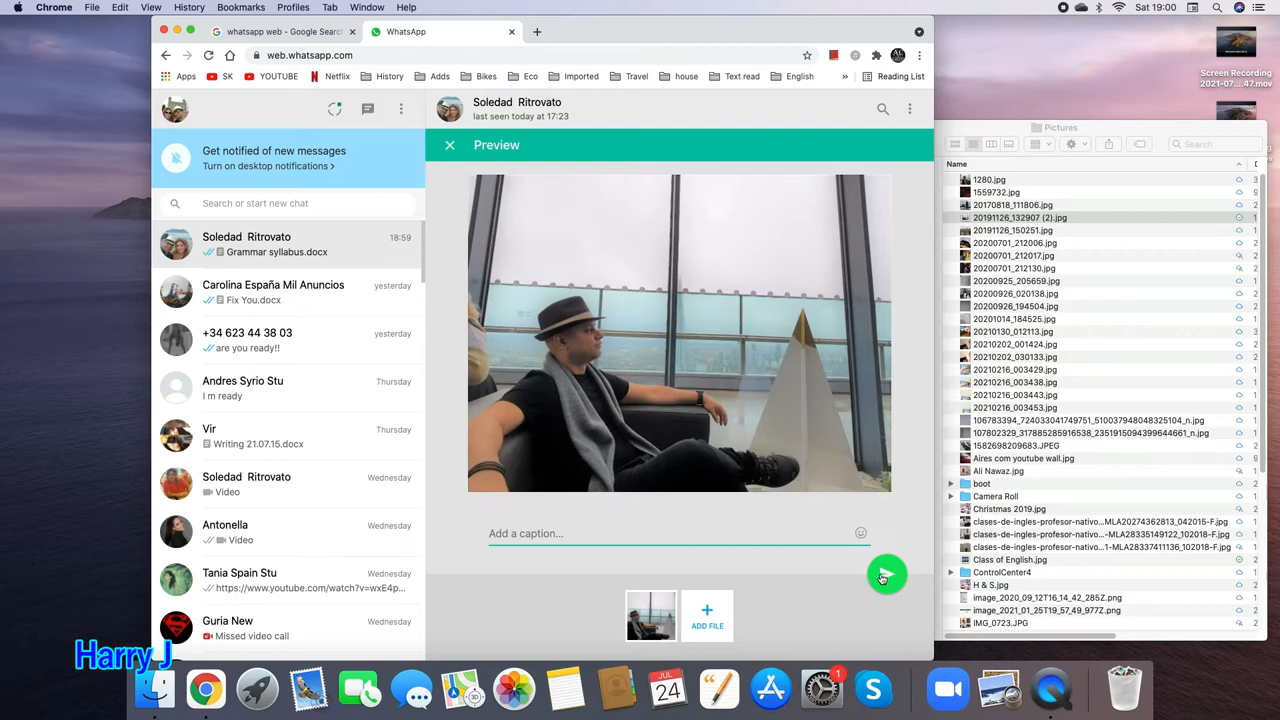 Chrome File Edit View History Bookmarks Profiles Tab Window Help
Sat 19:00
whatsapp web - Google Searc
WhatsApp
web.whatsapp.com
Apps SK YOUTUBE Netflix History Adds Bikes Eco Imported Travel house Text read English » Reading List
Screen Recording
2021-07....47.mov
Soledad Ritrovato
last seen today at 17:23
Get notified of new messages
Turn on desktop notifications >
Search or start new chat
Soledad Ritrovato 18:59
Grammar syllabus.docx
Carolina España Mil Anuncios yesterday
Fix You.docx
+34 623 44 38 03 yesterday
are you ready!!
Andres Syrio Stu Thursday
I m ready
Vir Thursday
Writing 21.07.15.docx
Soledad Ritrovato Wednesday
Video
Antonella Wednesday
Video
Tania Spain Stu Wednesday
https://www.youtube.com/watch?v=wxE4p...
Guria New Wednesday
Missed video call
Preview
Add a caption...
ADD FILE
Pictures
Search
Name
1280.jpg
1559732.jpg
20170818_111806.jpg
20191126_132907 (2).jpg
20191126_150251.jpg
20200701_212006.jpg
20200701_212017.jpg
20200701_212130.jpg
20200925_205659.jpg
20200926_020138.jpg
20200926_194504.jpg
20201014_184525.jpg
20210130_012113.jpg
20210202_001424.jpg
20210202_030133.jpg
20210216_003429.jpg
20210216_003438.jpg
20210216_003443.jpg
20210216_003453.jpg
106783394_724033041749751_510037948048325104_n.jpg
107802329_317885285916538_2351915094399644661_n.jpg
1582698209683.JPEG
Aires com youtube wall.jpg
Ali Nawaz.jpg
boot
Camera Roll
Christmas 2019.jpg
clases-de-ingles-profesor-nativo...MLA20274362813_042015-F.jpg
clases-de-ingles-profesor-nativo...-MLA28335149122_102018-F.jpg
clases-de-ingles-profesor-nativo...1-MLA28337411136_102018-F.jpg
Class of English.jpg
ControlCenter4
H & S.jpg
image_2020_09_12T16_14_42_285Z.png
image_2021_01_25T19_57_49_977Z.png
IMG_0723.JPG
Harry J
JUL
24
1